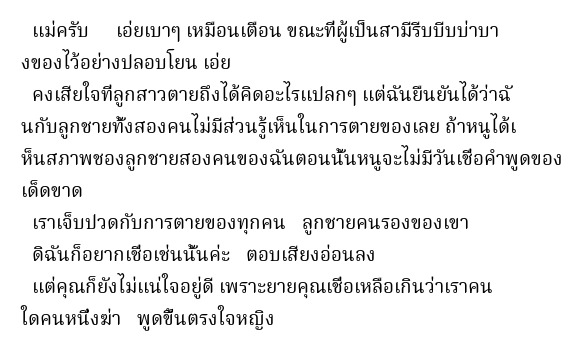 แม่ครับ เอ่ยเบาๆ เหมือนเตือน ขณะที่ผู้เป็นสามีรีบบีบบ่าบา
งของไว้อย่างปลอบโยน เอ่ย
คงเสียใจที่ลูกสาวตายถึงได้คิดอะไรแปลกๆ แต่ฉันยืนยันได้ว่าฉั
นกับลูกชายทั้งสองคนไม่มีส่วนรู้เห็นในการตายของเลย ถ้าหนูได้เ
ห็นสภาพชองลูกชายสองคนของฉันตอนนั้นหนูจะไม่มีวันเชื่อคำพูดของ
เด็ดขาด
เราเจ็บปวดกับการตายของทุกคน ลูกชายคนรองของเขา
ดิฉันก็อยากเชื่อเช่นนั้นค่ะ ตอบเสียงอ่อนลง
แต่คุณก็ยังไม่แน่ใจอยู่ดี เพราะยายคุณเชื่อเหลือเกินว่าเราคน
ใดคนหนึ่งฆ่า พูดขึ้นตรงใจหญิง